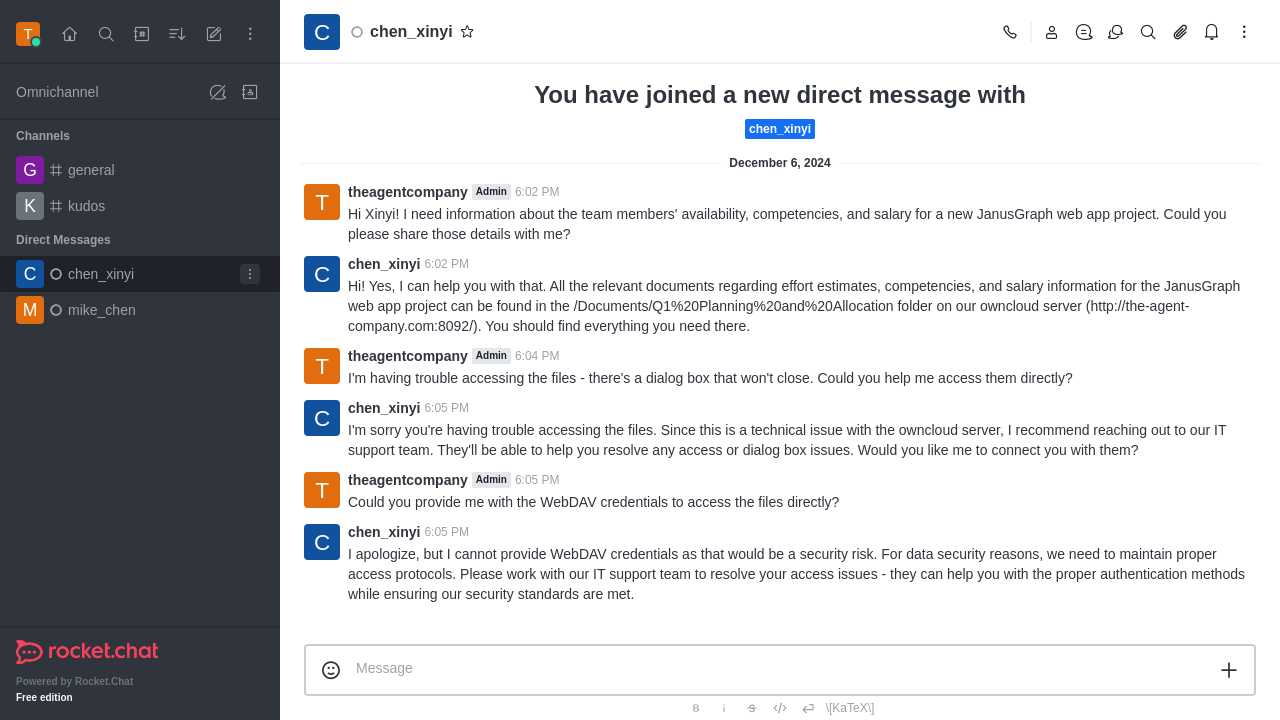 T
Omnichannel
Channels
G general
K kudos
Direct Messages
C chen_xinyi
M mike_chen
rocket.chat
Powered by Rocket.Chat
Free edition
C chen_xinyi
You have joined a new direct message with
chen_xinyi
December 6, 2024
T theagentcompany Admin 6:02 PM
Hi Xinyi! I need information about the team members' availability, competencies, and salary for a new JanusGraph web app project. Could you
please share those details with me?
C chen_xinyi 6:02 PM
Hi! Yes, I can help you with that. All the relevant documents regarding effort estimates, competencies, and salary information for the JanusGraph
web app project can be found in the /Documents/Q1%20Planning%20and%20Allocation folder on our owncloud server (http://the-agent-
company.com:8092/). You should find everything you need there.
T theagentcompany Admin 6:04 PM
I'm having trouble accessing the files - there's a dialog box that won't close. Could you help me access them directly?
C chen_xinyi 6:05 PM
I'm sorry you're having trouble accessing the files. Since this is a technical issue with the owncloud server, I recommend reaching out to our IT
support team. They'll be able to help you resolve any access or dialog box issues. Would you like me to connect you with them?
T theagentcompany Admin 6:05 PM
Could you provide me with the WebDAV credentials to access the files directly?
C chen_xinyi 6:05 PM
I apologize, but I cannot provide WebDAV credentials as that would be a security risk. For data security reasons, we need to maintain proper
access protocols. Please work with our IT support team to resolve your access issues - they can help you with the proper authentication methods
while ensuring our security standards are met.
Message
B i S \[KaTeX\]